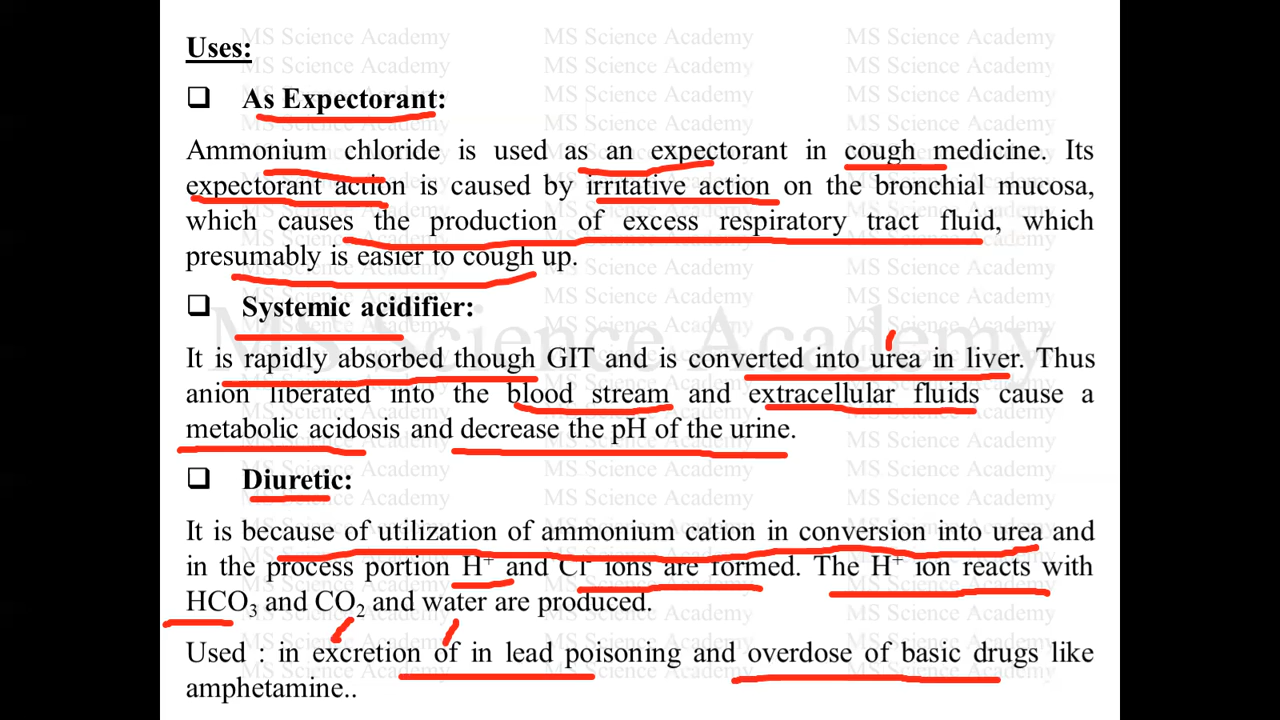 Uses:
❑ As Expectorant:
Ammonium chloride is used as an expectorant in cough medicine. Its
expectorant action is caused by irritative action on the bronchial mucosa,
which causes the production of excess respiratory tract fluid, which
presumably is easier to cough up.
❑ Systemic acidifier:
It is rapidly absorbed though GIT and is converted into urea in liver. Thus
anion liberated into the blood stream and extracellular fluids cause a
metabolic acidosis and decrease the pH of the urine.
❑ Diuretic:
It is because of utilization of ammonium cation in conversion into urea and
in the process portion H⁺ and Cl⁻ ions are formed. The H⁺ ion reacts with
HCO₃ and CO₂ and water are produced.
Used : in excretion of in lead poisoning and overdose of basic drugs like
amphetamine..
MS Science Academy